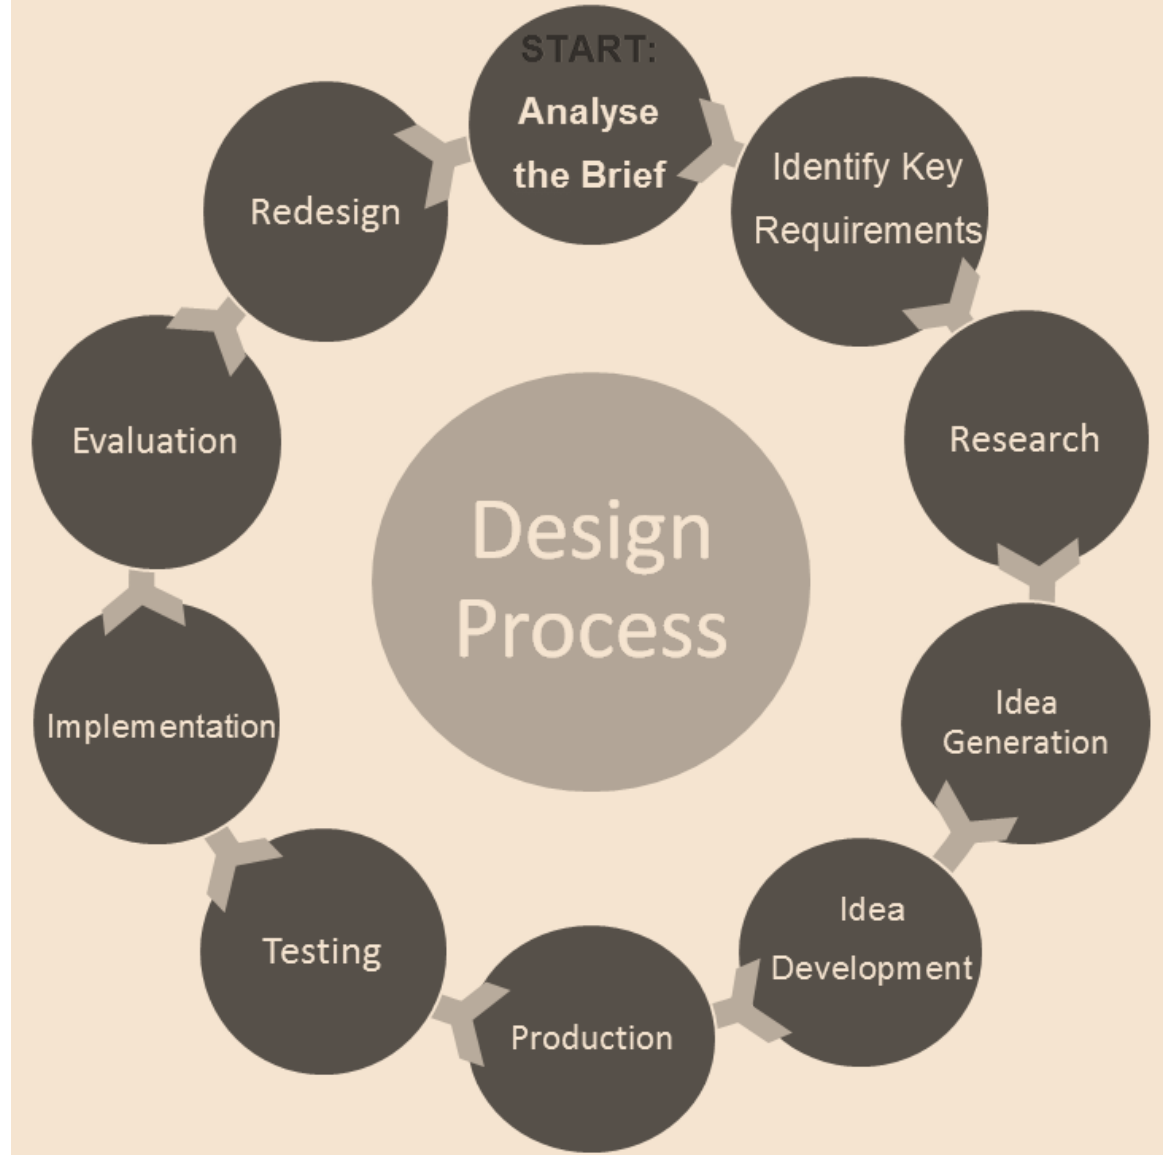 START:
Analyse
the Brief
Identify Key
Requirements
Research
Idea
Generation
Idea
Development
Production
Testing
Implementation
Evaluation
Redesign
Design
Process